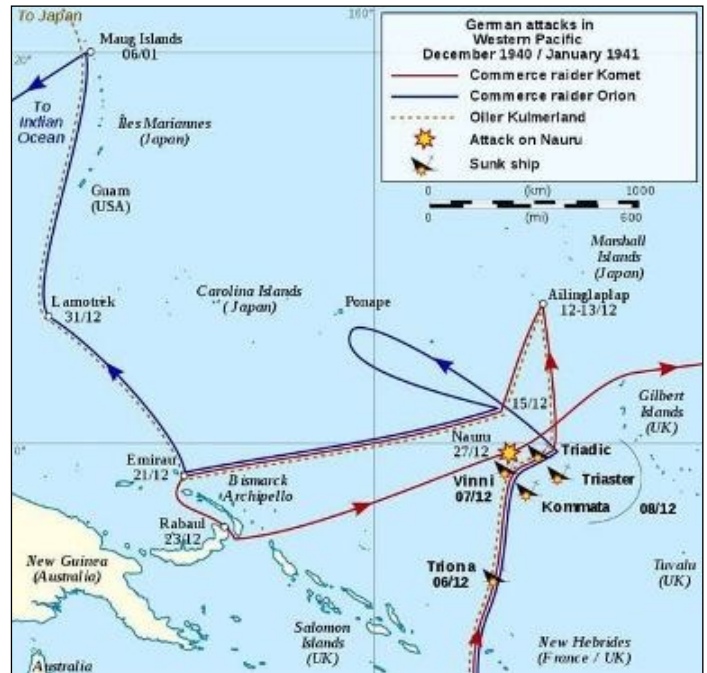 To Japan
160°
Maug Islands
06/01
20°
German attacks in
Western Pacific
December 1940 / January 1941
Commerce raider Komet
Commerce raider Orion
Oiler Kulmerland
Attack on Nauru
Sunk ship
To
Indian
Ocean
Îles Mariannes
(Japan)
Guam
(USA)
0 (km) 1000
0 (mi) 600
Marshall
Islands
(Japan)
Lamotrek
31/12
Carolina Islands
(Japan)
Ponape
Ailinglaplap
12-13/12
15/12
Gilbert
Islands
(UK)
0°
Nauru
27/12
Triadic
Emirau
21/12
Bismarck
Archipello
Vinni
07/12
Triaster
Kommata
08/12
Rabaul
23/12
New Guinea
(Australia)
Triona
06/12
Tuvalu
(UK)
Salomon
Islands
(UK)
New Hebrides
(France / UK)
Australia